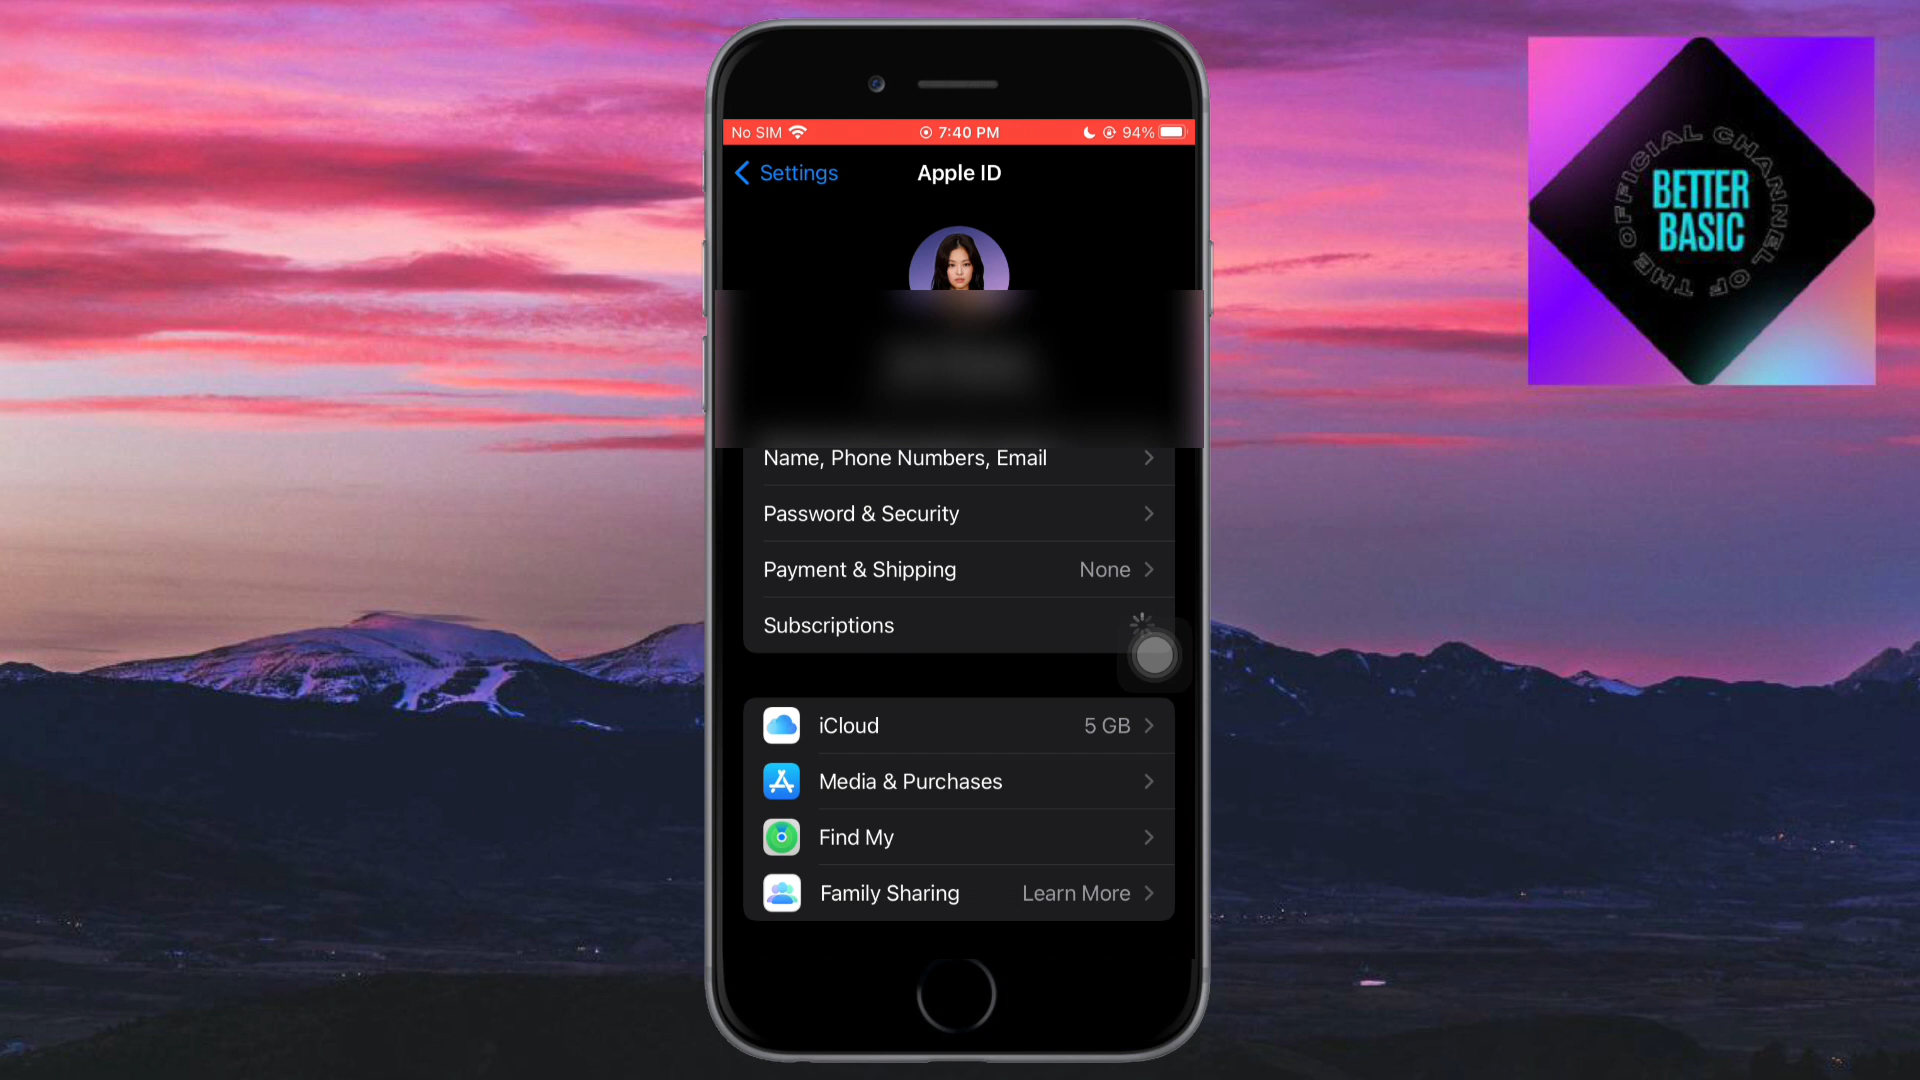 No SIM
7:40 PM
94%
Settings
Apple ID
Name, Phone Numbers, Email
Password & Security
Payment & Shipping
None
Subscriptions
iCloud
5 GB
Media & Purchases
Find My
Family Sharing
Learn More
OFFICIAL CHANNEL OF THE
BETTER
BASIC